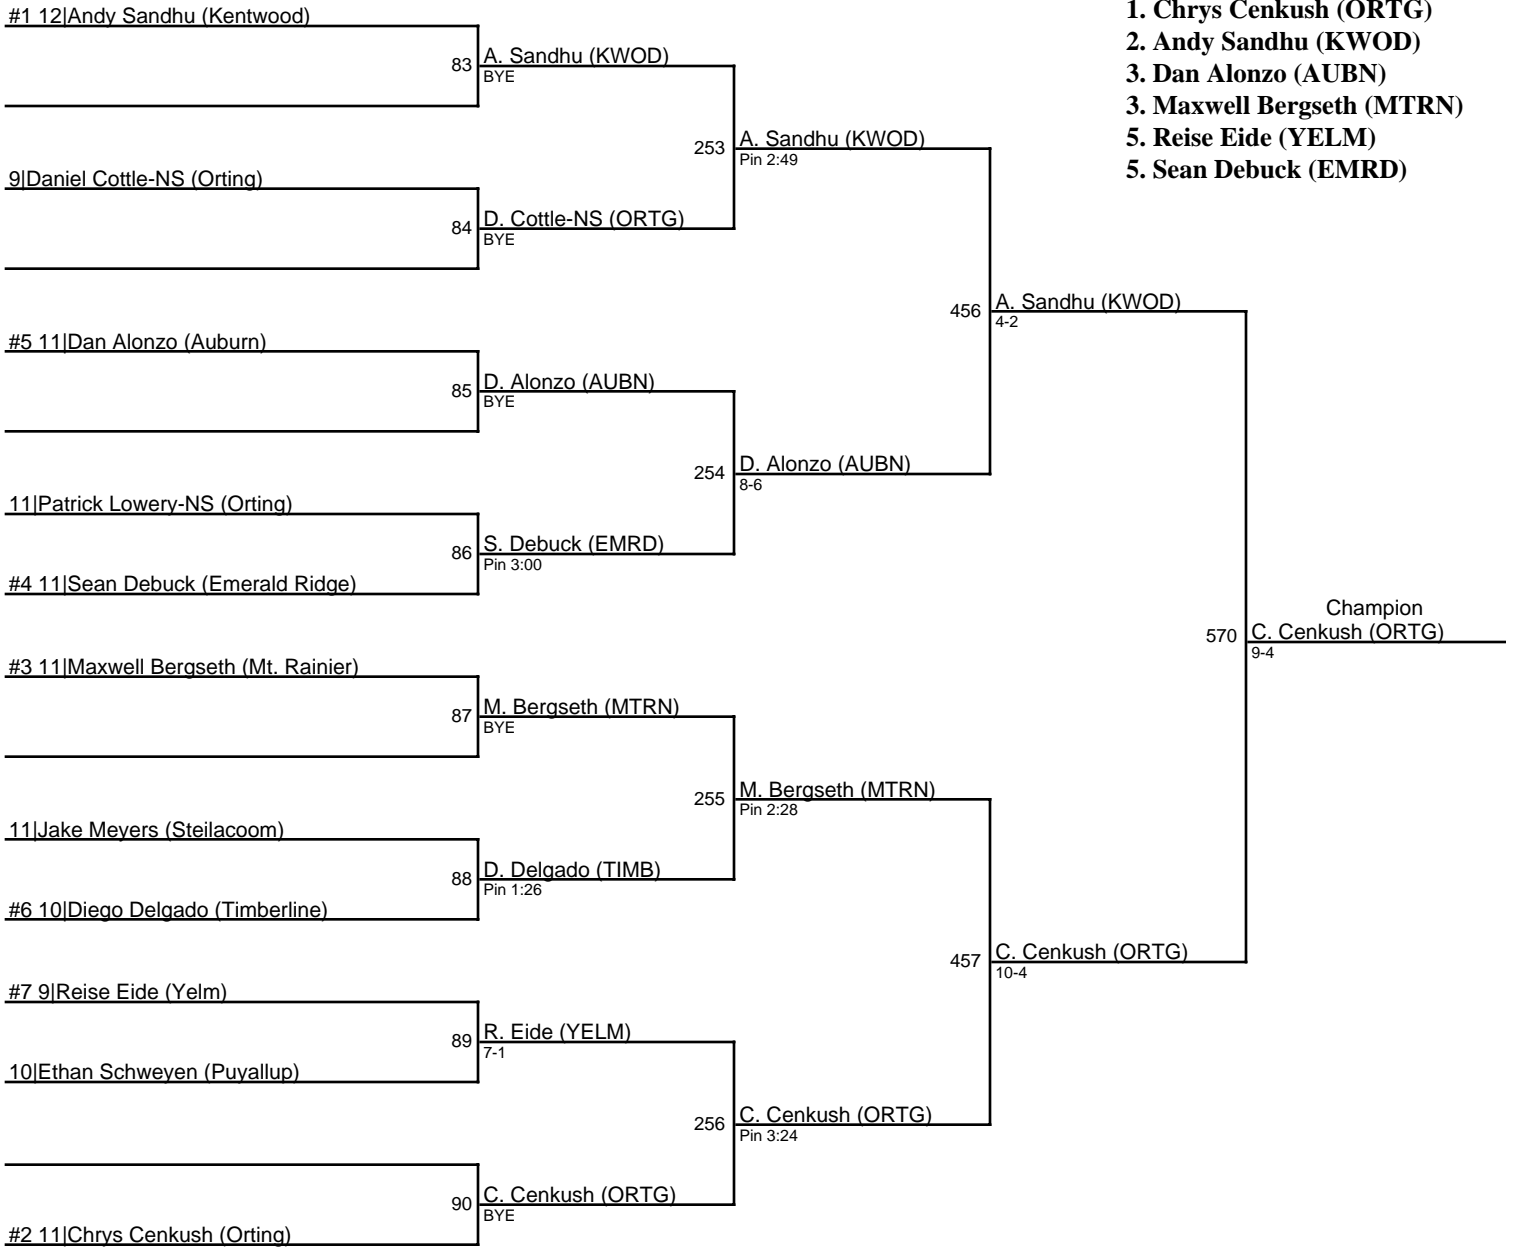 #1 12|Andy Sandhu (Kentwood)
83
A. Sandhu (KWOD)
BYE
253
A. Sandhu (KWOD)
Pin 2:49
9|Daniel Cottle-NS (Orting)
84
D. Cottle-NS (ORTG)
BYE
456
A. Sandhu (KWOD)
4-2
#5 11|Dan Alonzo (Auburn)
85
D. Alonzo (AUBN)
BYE
254
D. Alonzo (AUBN)
8-6
11|Patrick Lowery-NS (Orting)
86
S. Debuck (EMRD)
Pin 3:00
#4 11|Sean Debuck (Emerald Ridge)
Champion
570
C. Cenkush (ORTG)
9-4
#3 11|Maxwell Bergseth (Mt. Rainier)
87
M. Bergseth (MTRN)
BYE
255
M. Bergseth (MTRN)
Pin 2:28
11|Jake Meyers (Steilacoom)
88
D. Delgado (TIMB)
Pin 1:26
#6 10|Diego Delgado (Timberline)
457
C. Cenkush (ORTG)
10-4
#7 9|Reise Eide (Yelm)
89
R. Eide (YELM)
7-1
10|Ethan Schweyen (Puyallup)
256
C. Cenkush (ORTG)
Pin 3:24
90
C. Cenkush (ORTG)
BYE
#2 11|Chrys Cenkush (Orting)
1. Chrys Cenkush (ORTG)
2. Andy Sandhu (KWOD)
3. Dan Alonzo (AUBN)
3. Maxwell Bergseth (MTRN)
5. Reise Eide (YELM)
5. Sean Debuck (EMRD)